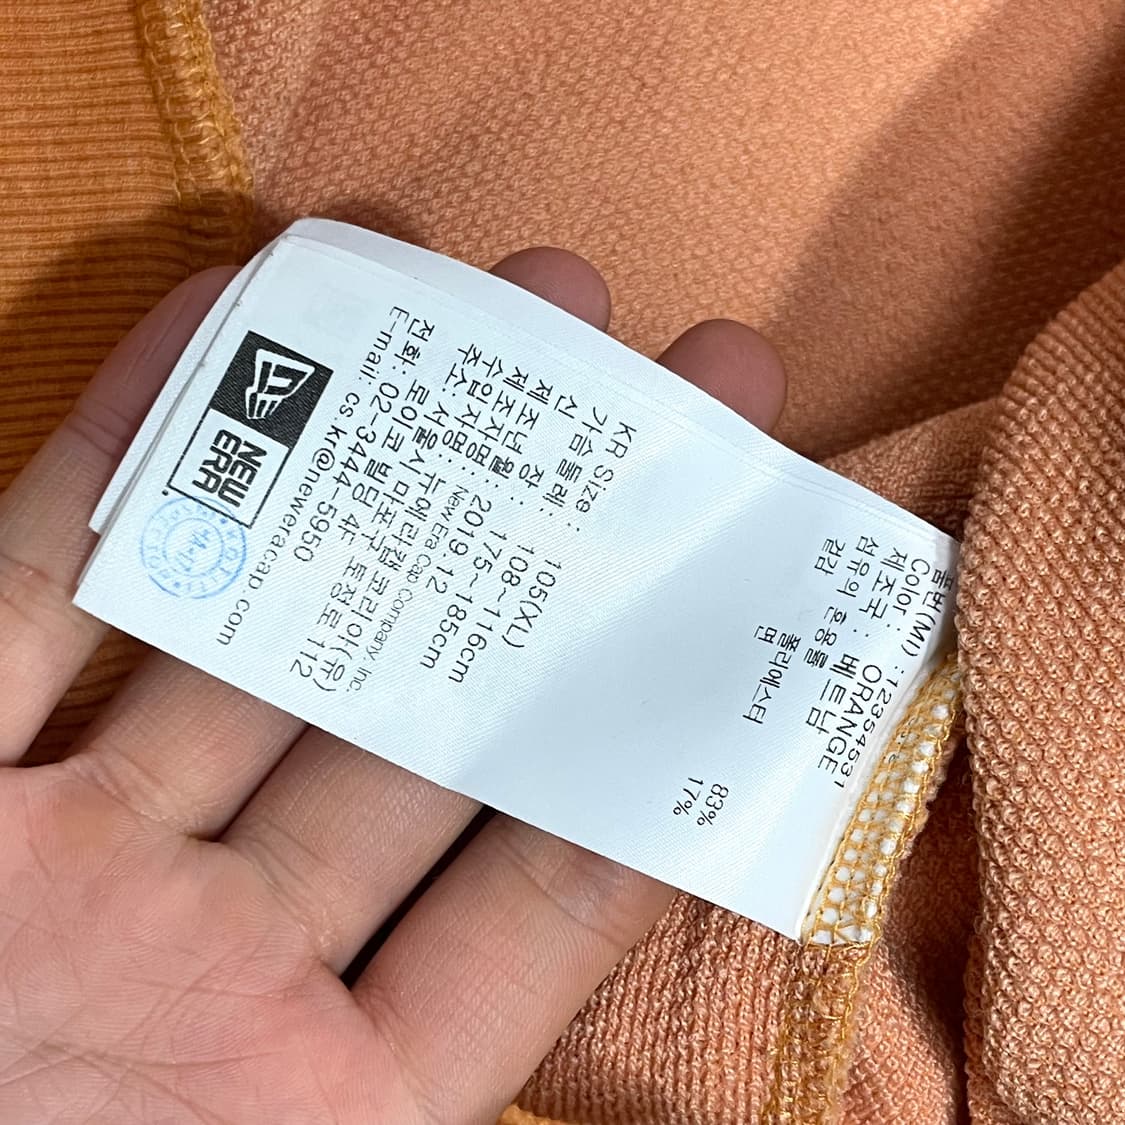 품번(MI) : 12354531
Color : ORANGE
제조국 : 베트남
섬유의 혼용률
겉감 폴리에스터 83%
면 17%
KR Size : 105(XL)
가슴둘레 : 108~116cm
신장 : 175~185cm
제조년월 : 2019.12
제조자명 : New Era Cap Company, Inc.
수입자명 : 뉴에라캡코리아(유)
주소: 서울시 마포구 토정로 112
로이코빌딩 4F
전화: 02-3444-5950
E-mail: cs.kr@neweracap.com
NEW
ERA